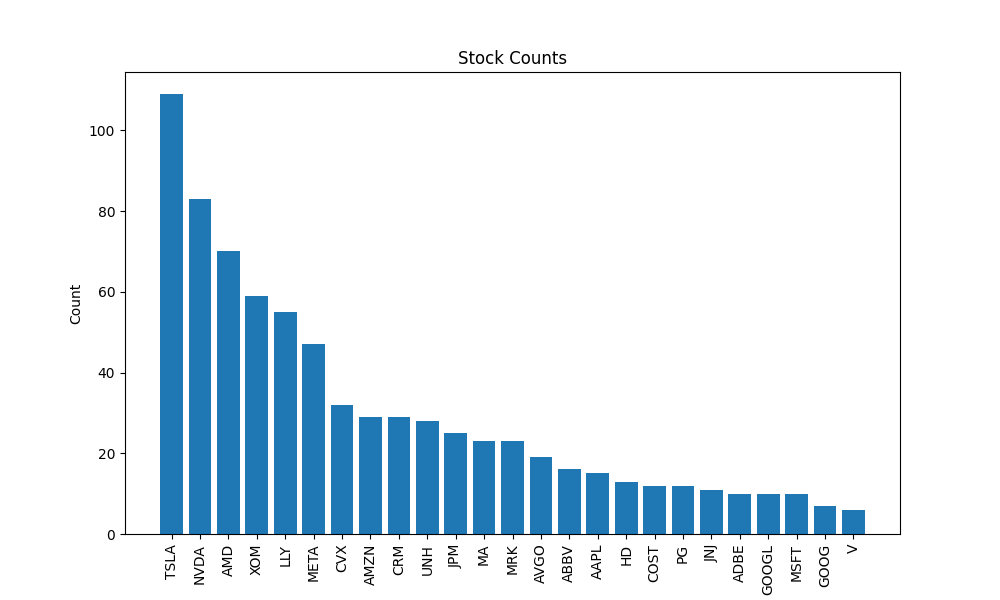 Stock Counts
Count
100
80
60
40
20
0
TSLA
NVDA
AMD
XOM
LLY
META
CVX
AMZN
CRM
UNH
JPM
MA
MRK
AVGO
ABBV
AAPL
HD
COST
PG
JNJ
ADBE
GOOGL
MSFT
GOOG
V